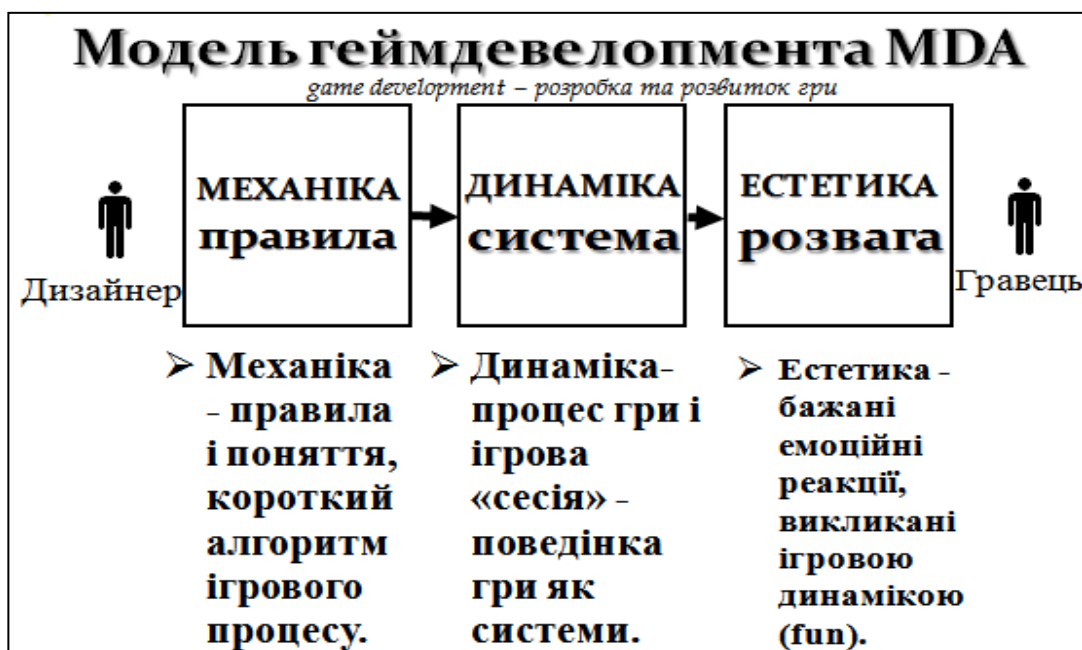 Модель геймдевелопмента MDA
game development – розробка та розвиток гри
МЕХАНІКА
правила
ДИНАМІКА
система
ЕСТЕТИКА
розвага
Дизайнер
Гравець
➢ Механіка
- правила
і поняття,
короткий
алгоритм
ігрового
процесу.
➢ Динаміка-
процес гри і
ігрова
«сесія» -
поведінка
гри як
системи.
➢ Естетика -
бажані
емоційні
реакції,
викликані
ігровою
динамікою
(fun).